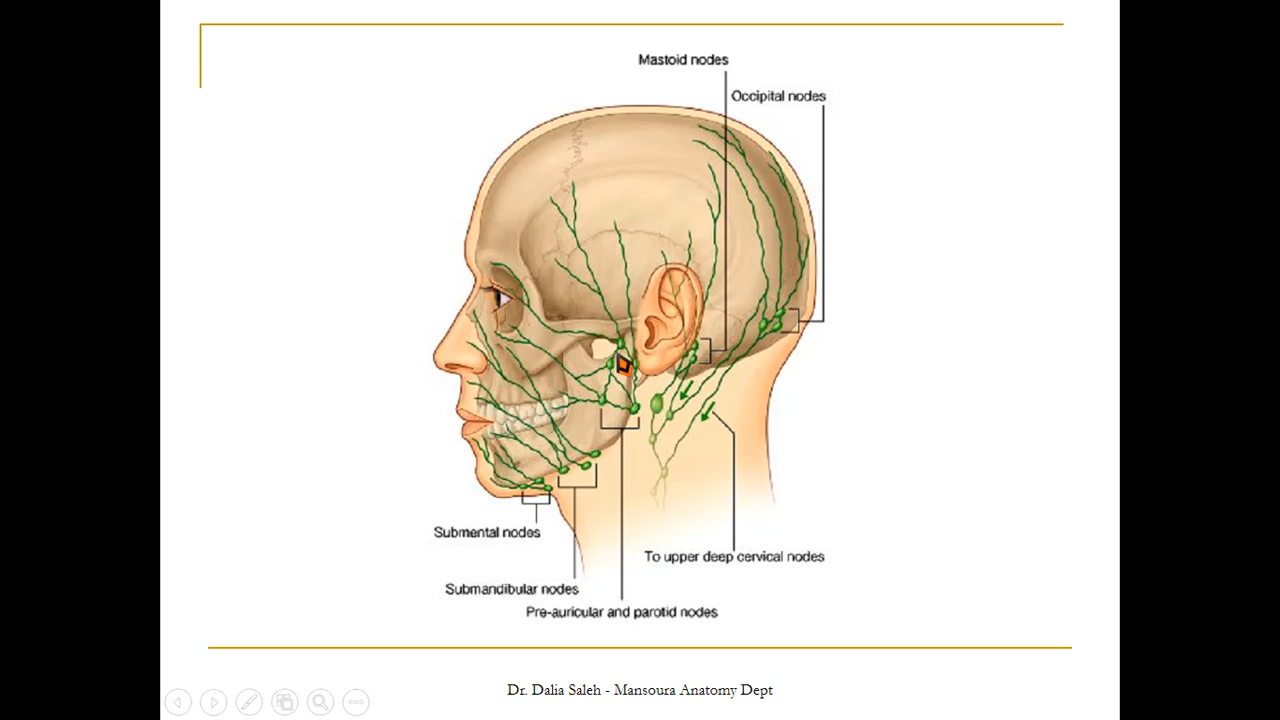 Mastoid nodes
Occipital nodes
Submental nodes
To upper deep cervical nodes
Submandibular nodes
Pre-auricular and parotid nodes
Dr. Dalia Saleh - Mansoura Anatomy Dept